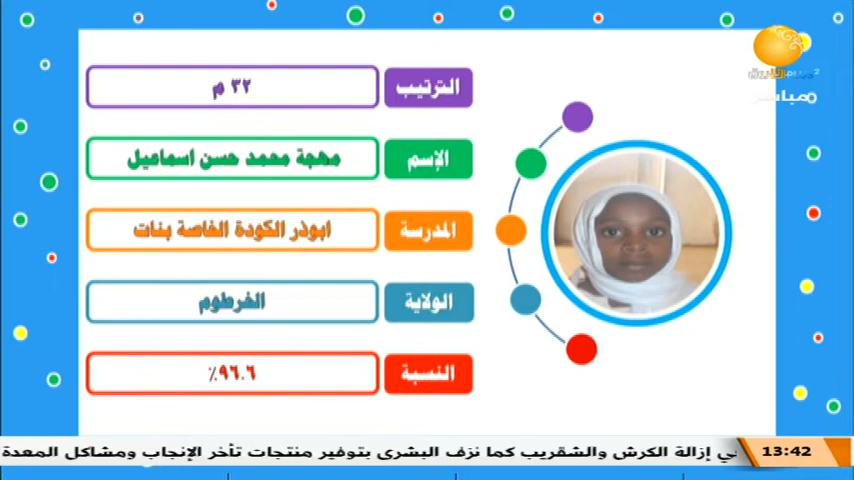 مباشر
الترتيب ٣٢ م
الإسم مهجة محمد حسن اسماعيل
المدرسة ابوذر الكودة الخاصة بنات
الولاية الخرطوم
النسبة ٩٦.٦٪
ي إزالة الكرش والشقريب كما نزف البشرى بتوفير منتجات تأخر الإنجاب ومشاكل المعدة
13:42